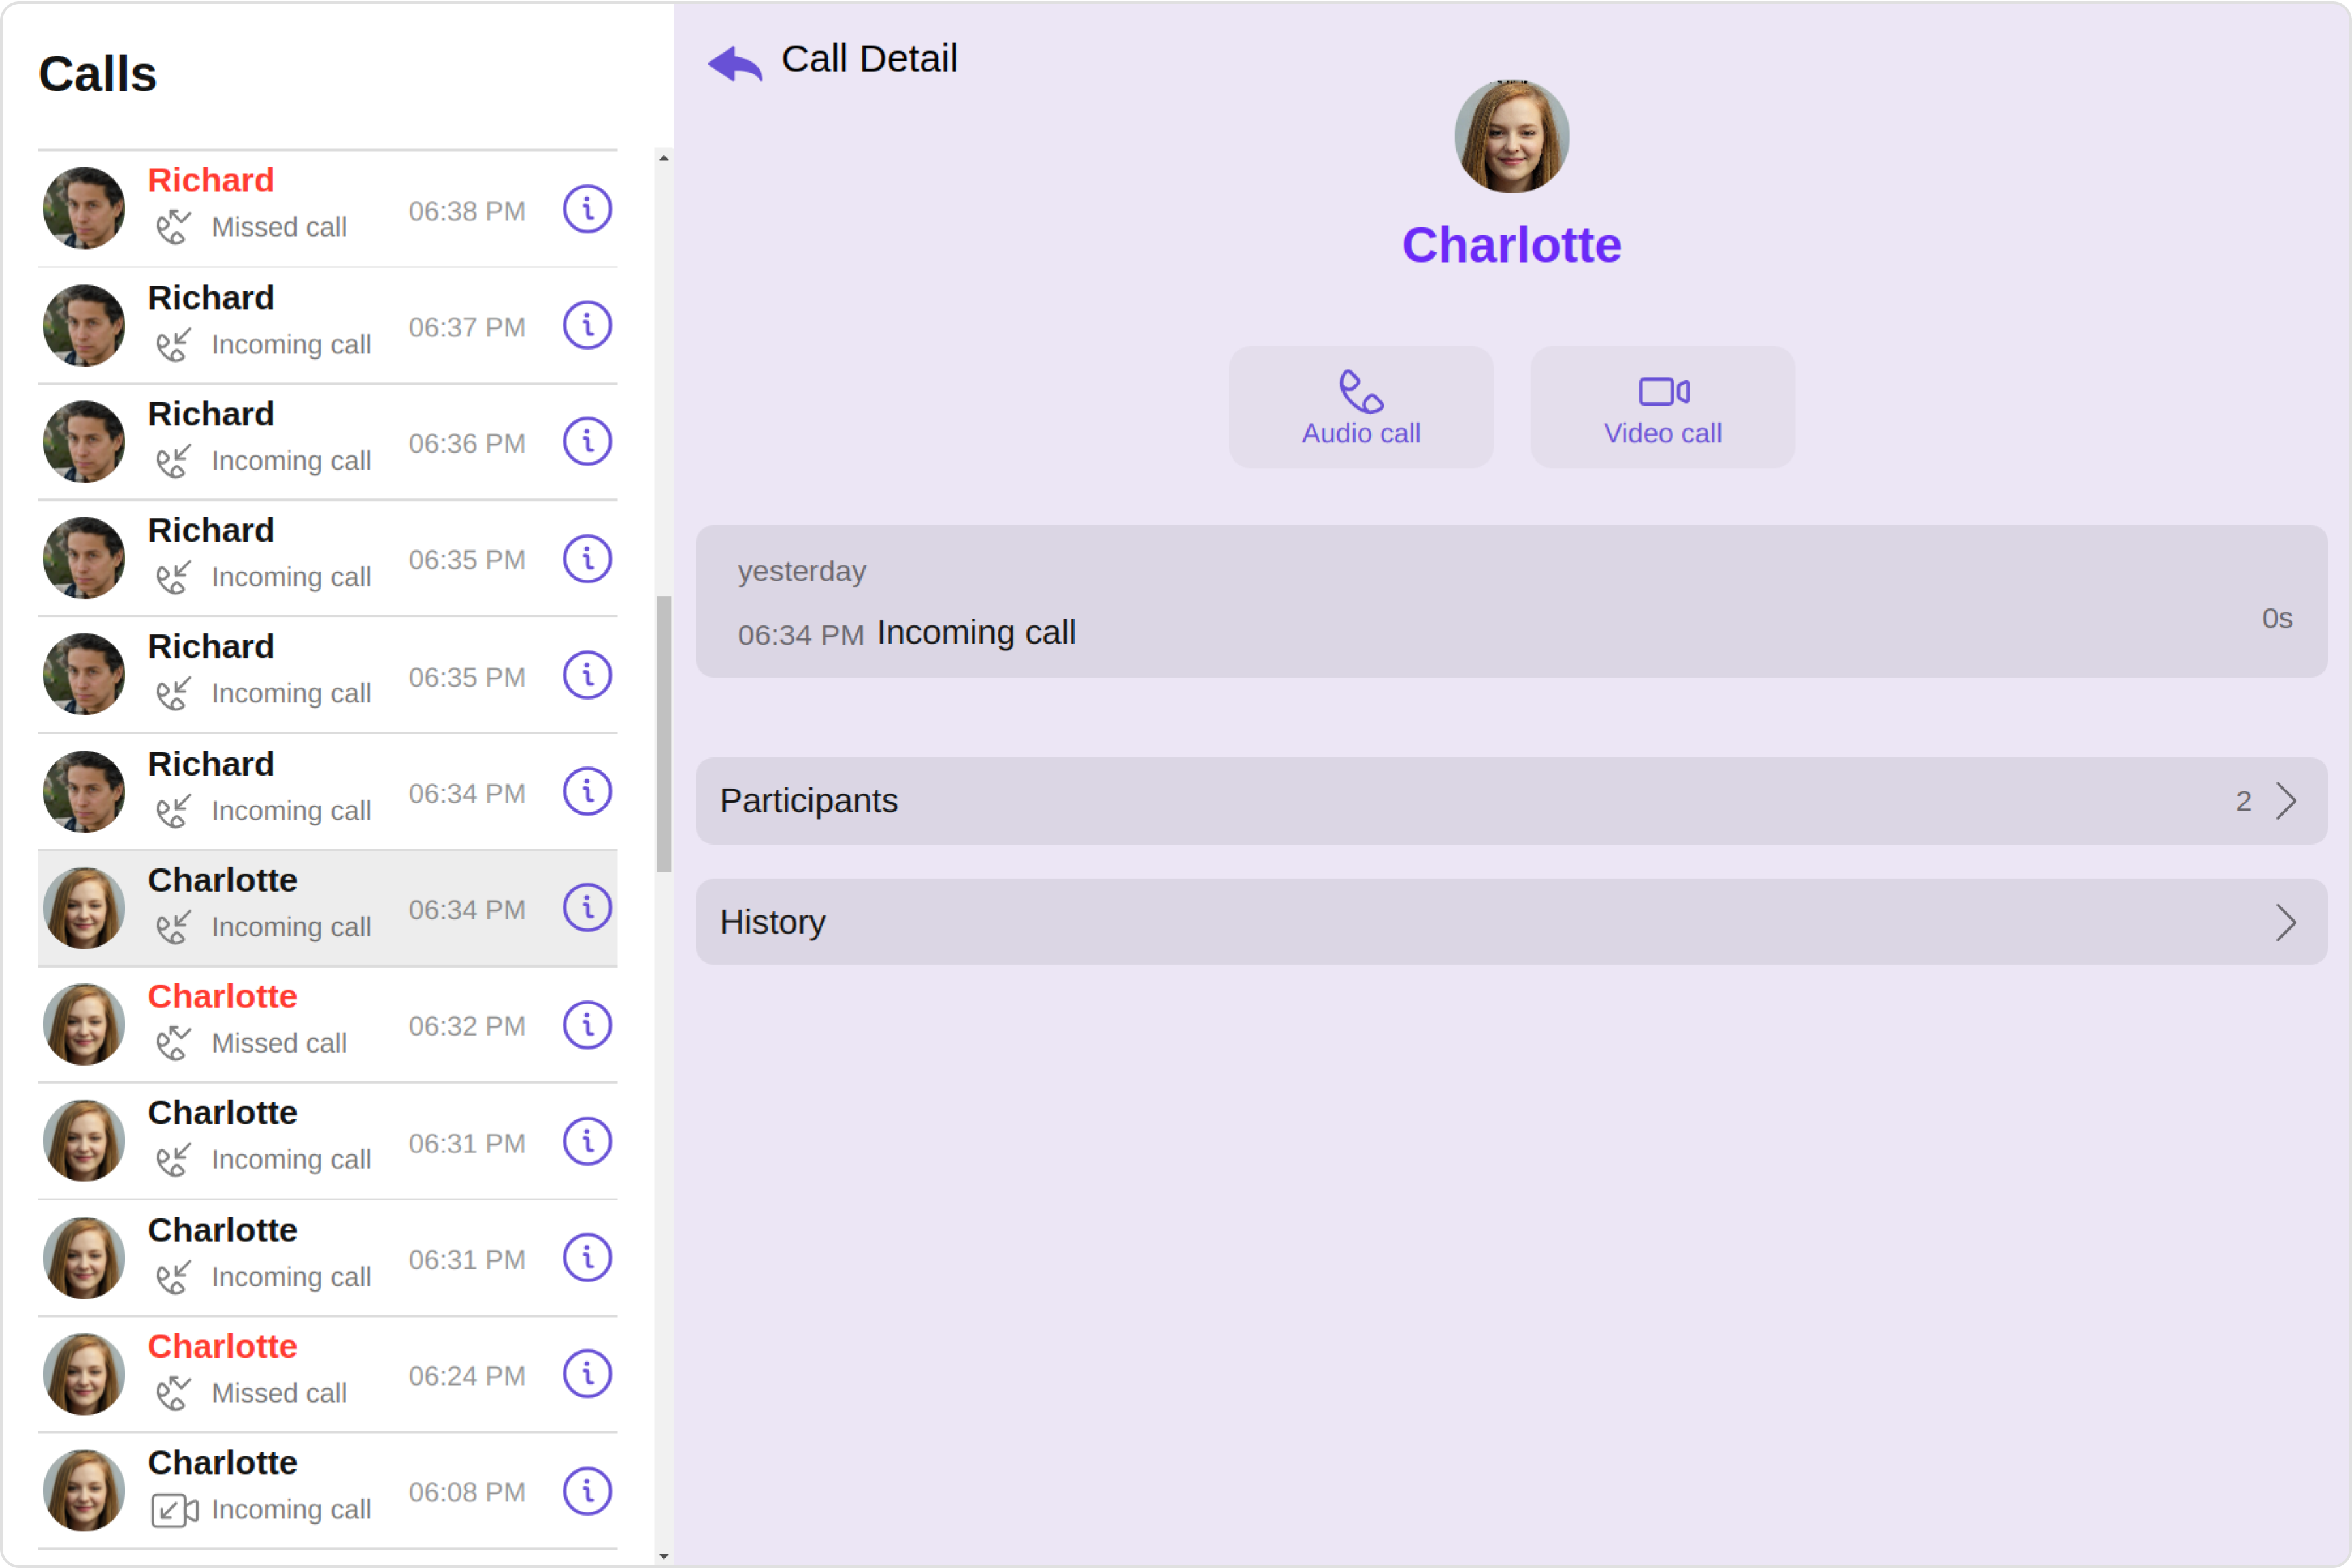 Calls
Richard
Missed call
06:38 PM
Richard
Incoming call
06:37 PM
Richard
Incoming call
06:36 PM
Richard
Incoming call
06:35 PM
Richard
Incoming call
06:35 PM
Richard
Incoming call
06:34 PM
Charlotte
Incoming call
06:34 PM
Charlotte
Missed call
06:32 PM
Charlotte
Incoming call
06:31 PM
Charlotte
Incoming call
06:31 PM
Charlotte
Missed call
06:24 PM
Charlotte
Incoming call
06:08 PM
Call Detail
Charlotte
Audio call
Video call
yesterday
06:34 PM Incoming call
0s
Participants
2
History